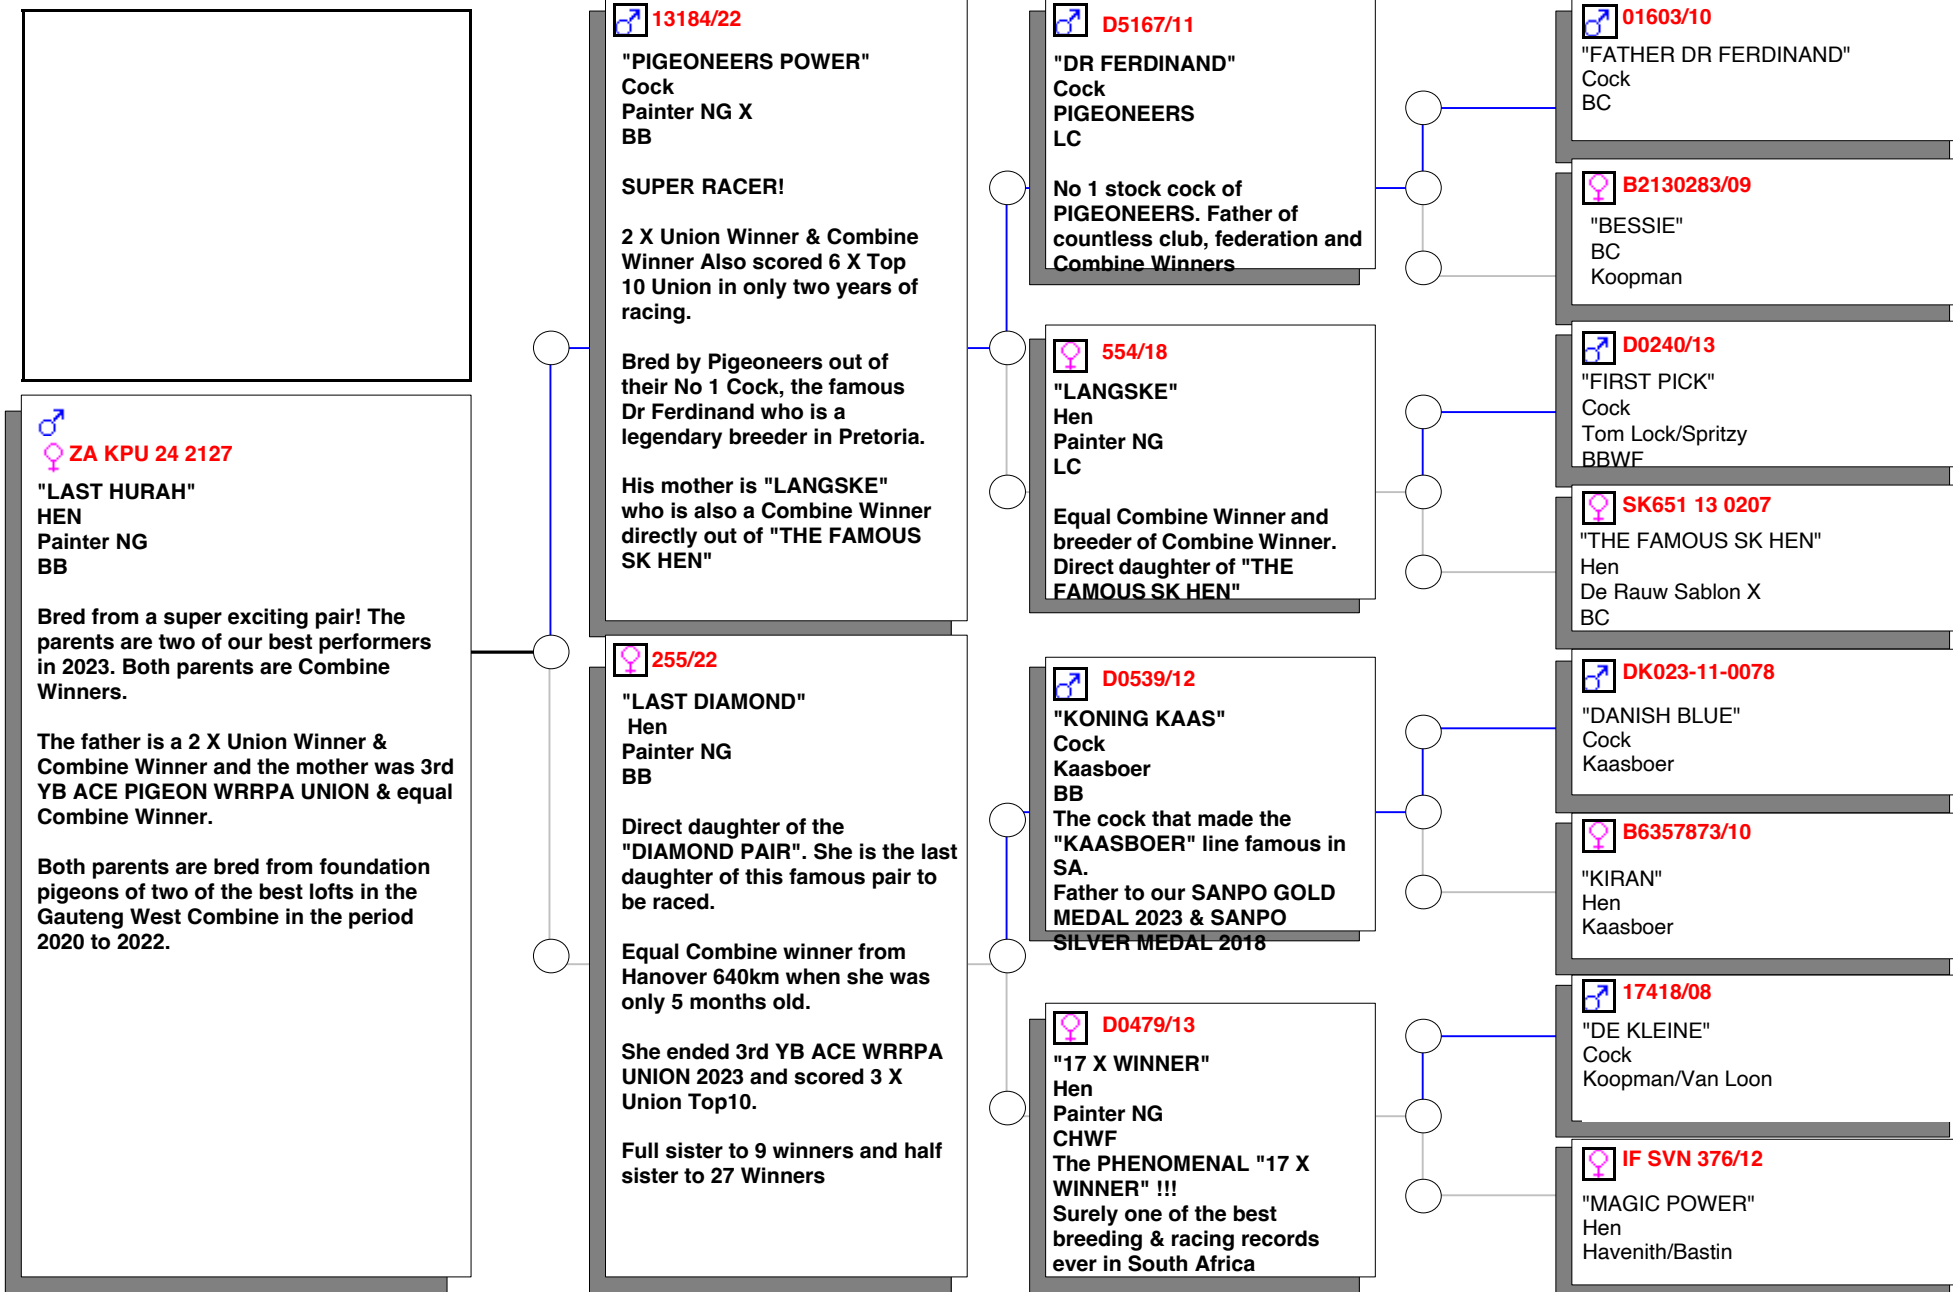 ZA KPU 24 2127
"LAST HURAH"
HEN
Painter NG
BB
Bred from a super exciting pair! The
parents are two of our best performers
in 2023. Both parents are Combine
Winners.
The father is a 2 X Union Winner &
Combine Winner and the mother was 3rd
YB ACE PIGEON WRRPA UNION & equal
Combine Winner.
Both parents are bred from foundation
pigeons of two of the best lofts in the
Gauteng West Combine in the period
2020 to 2022.
13184/22
"PIGEONEERS POWER"
Cock
Painter NG X
BB
SUPER RACER!
2 X Union Winner & Combine
Winner Also scored 6 X Top
10 Union in only two years of
racing.
Bred by Pigeoneers out of
their No 1 Cock, the famous
Dr Ferdinand who is a
legendary breeder in Pretoria.
His mother is "LANGSKE"
who is also a Combine Winner
directly out of "THE FAMOUS
SK HEN"
255/22
"LAST DIAMOND"
Hen
Painter NG
BB
Direct daughter of the
"DIAMOND PAIR". She is the last
daughter of this famous pair to
be raced.
Equal Combine winner from
Hanover 640km when she was
only 5 months old.
She ended 3rd YB ACE WRRPA
UNION 2023 and scored 3 X
Union Top10.
Full sister to 9 winners and half
sister to 27 Winners
D5167/11
"DR FERDINAND"
Cock
PIGEONEERS
LC
No 1 stock cock of
PIGEONEERS. Father of
countless club, federation and
Combine Winners
554/18
"LANGSKE"
Hen
Painter NG
LC
Equal Combine Winner and
breeder of Combine Winner.
Direct daughter of "THE
FAMOUS SK HEN"
D0539/12
"KONING KAAS"
Cock
Kaasboer
BB
The cock that made the
"KAASBOER" line famous in
SA.
Father to our SANPO GOLD
MEDAL 2023 & SANPO
SILVER MEDAL 2018
D0479/13
"17 X WINNER"
Hen
Painter NG
CHWF
The PHENOMENAL "17 X
WINNER" !!!
Surely one of the best
breeding & racing records
ever in South Africa
01603/10
"FATHER DR FERDINAND"
Cock
BC
B2130283/09
"BESSIE"
BC
Koopman
D0240/13
"FIRST PICK"
Cock
Tom Lock/Spritzy
BBWF
SK651 13 0207
"THE FAMOUS SK HEN"
Hen
De Rauw Sablon X
BC
DK023-11-0078
"DANISH BLUE"
Cock
Kaasboer
B6357873/10
"KIRAN"
Hen
Kaasboer
17418/08
"DE KLEINE"
Cock
Koopman/Van Loon
IF SVN 376/12
"MAGIC POWER"
Hen
Havenith/Bastin